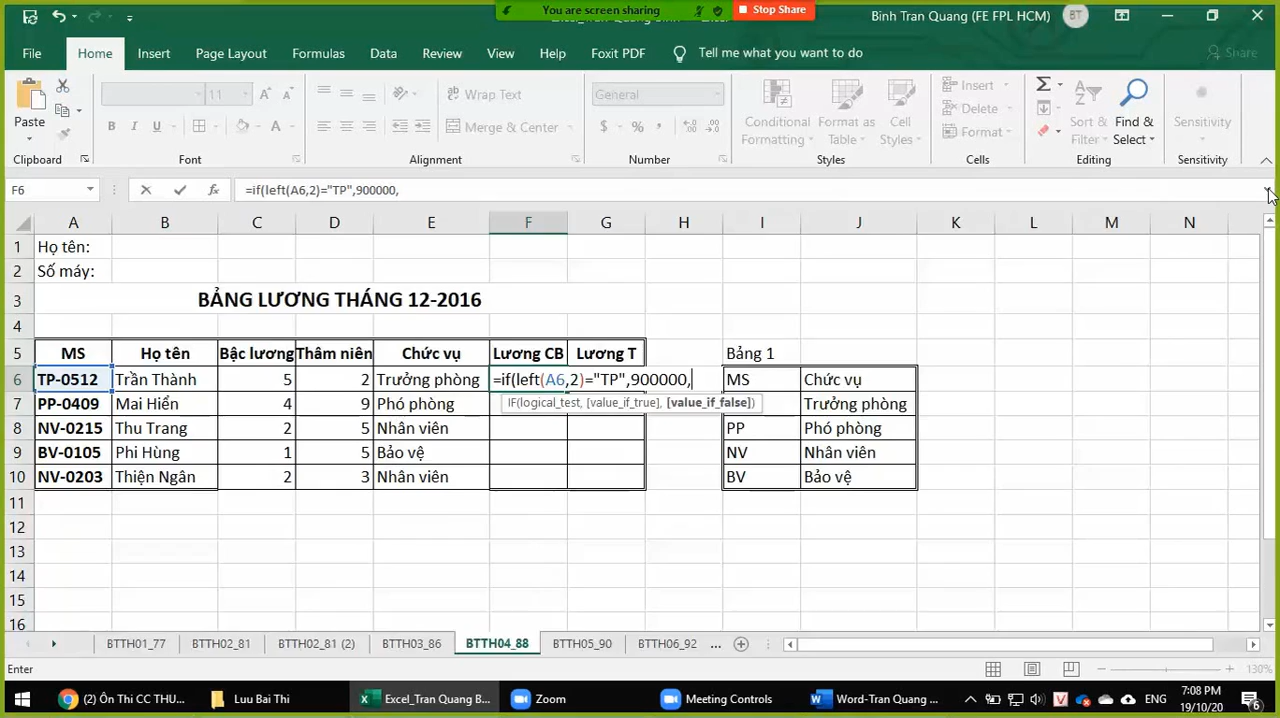 You are screen sharing
Stop Share
Binh Tran Quang (FE FPL HCM)
BT
File Home Insert Page Layout Formulas Data Review View Help Foxit PDF Tell me what you want to do Share
Paste
11
Wrap Text
General
Merge & Center
Conditional Formatting
Format as Table
Cell Styles
Insert
Delete
Format
Sort & Filter
Find & Select
Sensitivity
Clipboard Font Alignment Number Styles Cells Editing Sensitivity
F6 =if(left(A6,2)="TP",900000,
A B C D E F G H I J K L M N
1 Họ tên:
2 Số máy:
3 BẢNG LƯƠNG THÁNG 12-2016
4
5 MS Họ tên Bậc lương Thâm niên Chức vụ Lương CB Lương T Bảng 1
6 TP-0512 Trần Thành 5 2 Trưởng phòng =if(left(A6,2)="TP",900000, MS Chức vụ
IF(logical_test, [value_if_true], [value_if_false])
7 PP-0409 Mai Hiển 4 9 Phó phòng Trưởng phòng
8 NV-0215 Thu Trang 2 5 Nhân viên PP Phó phòng
9 BV-0105 Phi Hùng 1 5 Bảo vệ NV Nhân viên
10 NV-0203 Thiện Ngân 2 3 Nhân viên BV Bảo vệ
11
12
13
14
15
16
BTTH01_77 BTTH02_81 BTTH02_81 (2) BTTH03_86 BTTH04_88 BTTH05_90 BTTH06_92 ...
Enter 130%
(2) Ôn Thi CC THU... Luu Bai Thi Excel_Tran Quang B... Zoom Meeting Controls Word-Tran Quang ... ENG 7:08 PM
19/10/20 6